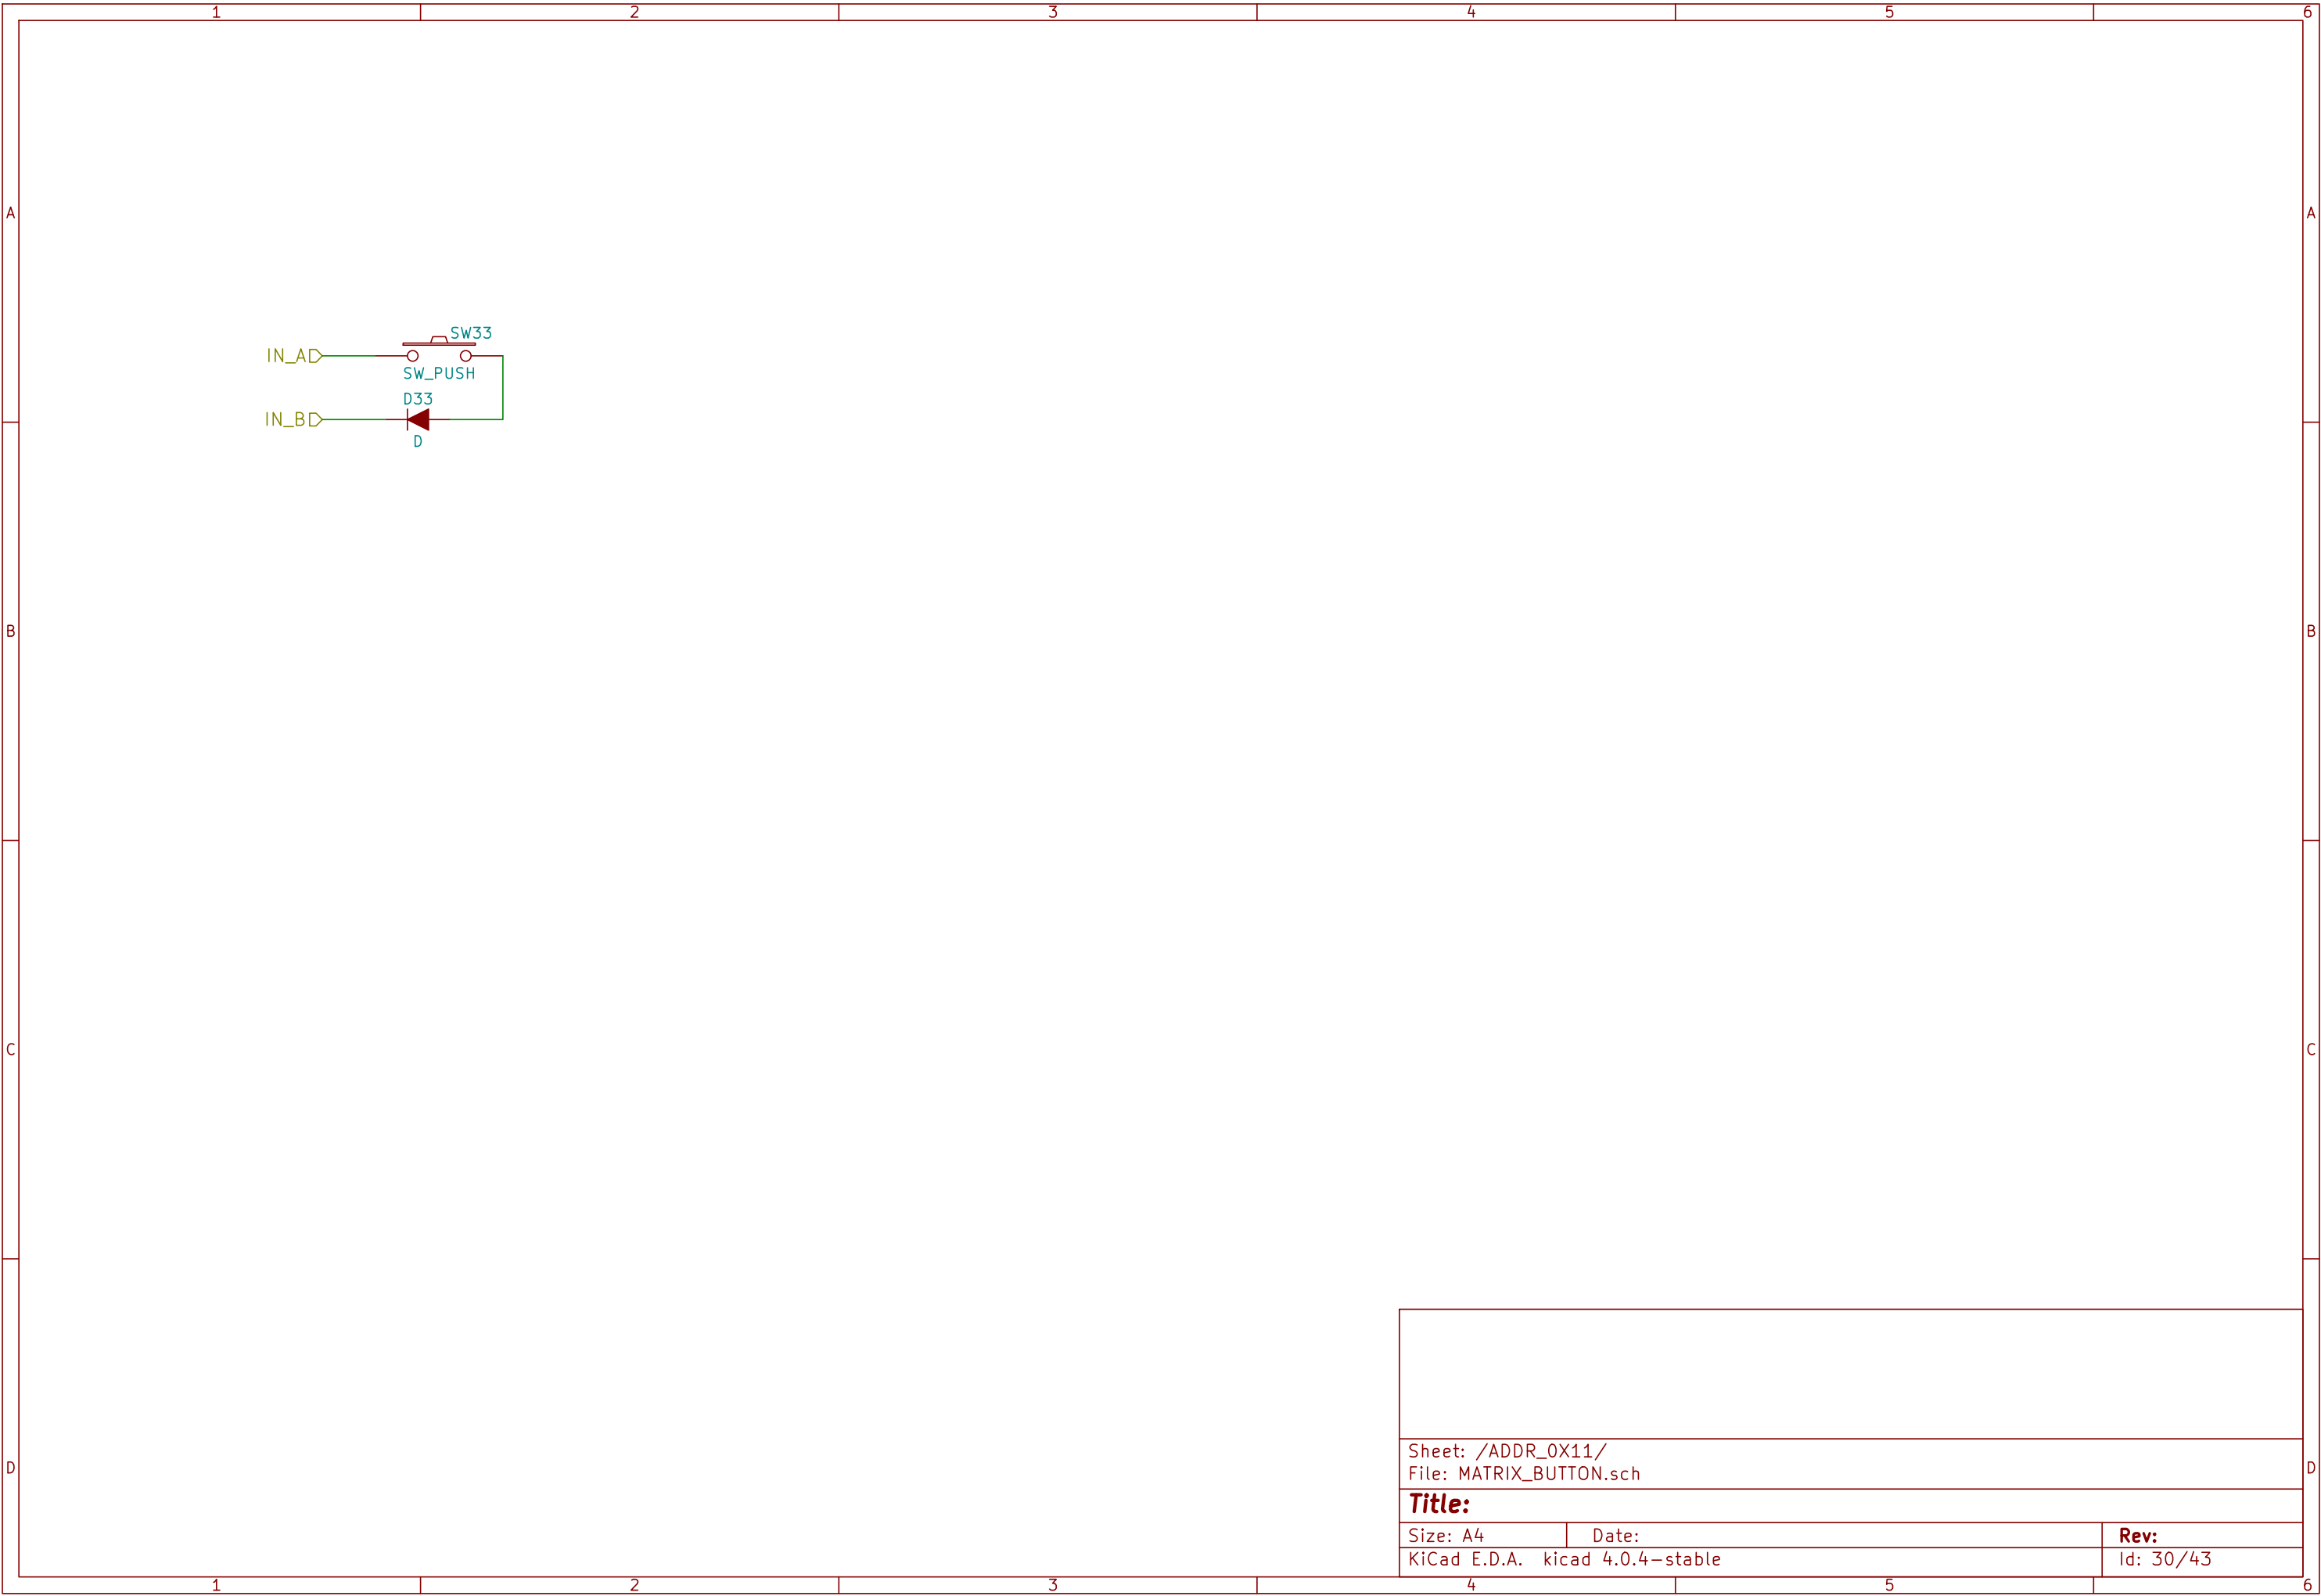 1 2 3 4 5 6
A A
SW33
IN_A
SW_PUSH
D33
IN_B
D
B B
C C
Sheet: /ADDR_0X11/
File: MATRIX_BUTTON.sch
D D
Title:
Size: A4 Date: Rev:
KiCad E.D.A. kicad 4.0.4-stable Id: 30/43
1 2 3 4 5 6